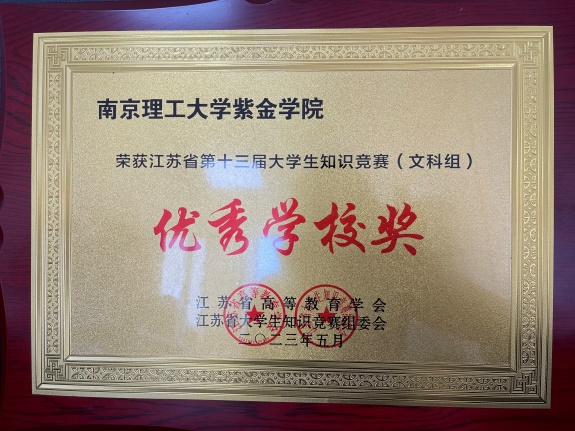 南京理工大学紫金学院
荣获江苏省第十三届大学生知识竞赛（文科组）
优秀学校奖
江苏省高等教育学会
江苏省大学生知识竞赛组委会
二〇二三年五月